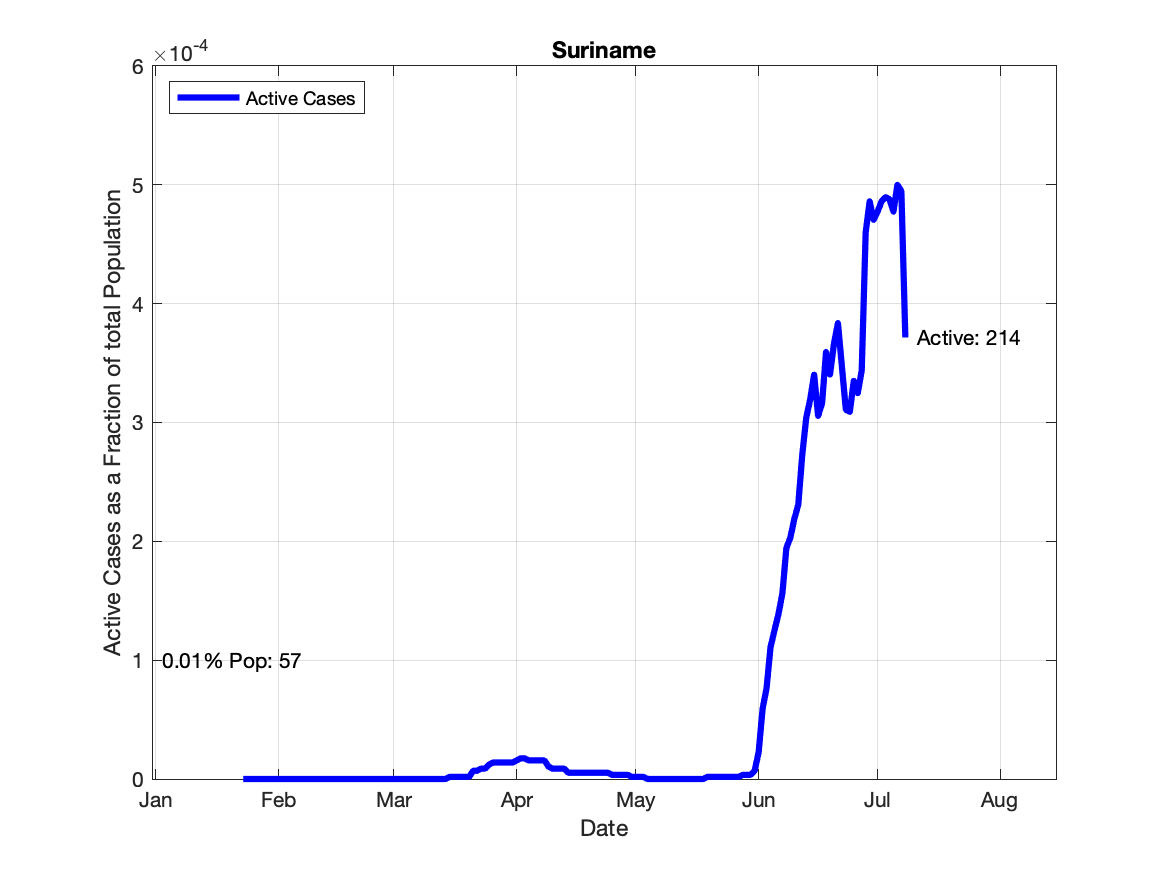 Suriname
×10-4
Active Cases
6
5
4
3
2
1
0
0.01% Pop: 57
Active: 214
Jan Feb Mar Apr May Jun Jul Aug
Date
Active Cases as a Fraction of total Population